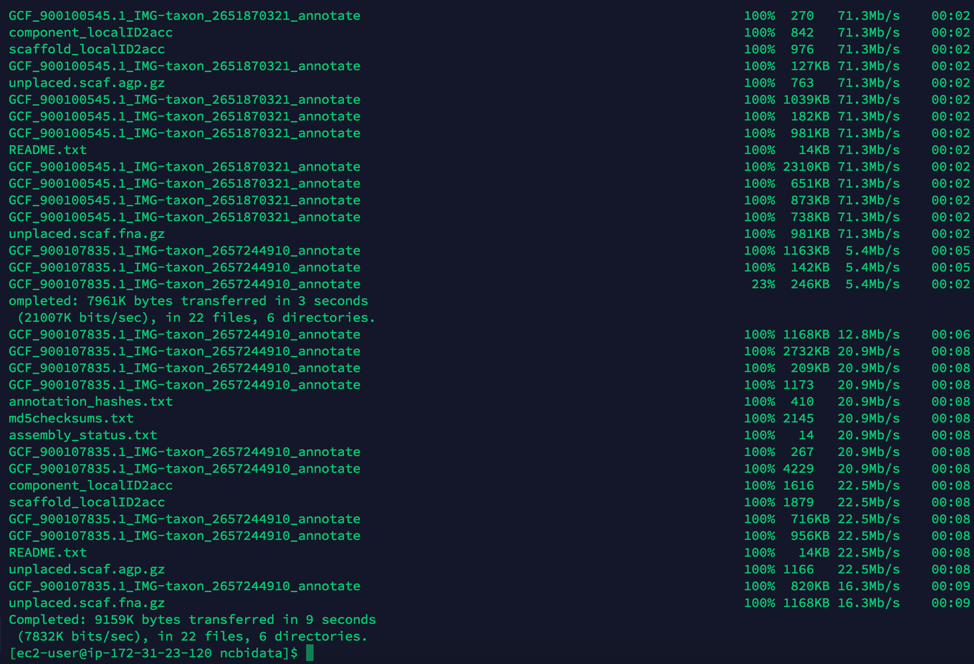 GCF_900100545.1_IMG-taxon_2651870321_annotate 100% 270 71.3Mb/s 00:02
component_localID2acc 100% 842 71.3Mb/s 00:02
scaffold_localID2acc 100% 976 71.3Mb/s 00:02
GCF_900100545.1_IMG-taxon_2651870321_annotate 100% 127KB 71.3Mb/s 00:02
unplaced.scaf.agp.gz 100% 763 71.3Mb/s 00:02
GCF_900100545.1_IMG-taxon_2651870321_annotate 100% 1039KB 71.3Mb/s 00:02
GCF_900100545.1_IMG-taxon_2651870321_annotate 100% 182KB 71.3Mb/s 00:02
GCF_900100545.1_IMG-taxon_2651870321_annotate 100% 981KB 71.3Mb/s 00:02
README.txt 100% 14KB 71.3Mb/s 00:02
GCF_900100545.1_IMG-taxon_2651870321_annotate 100% 2310KB 71.3Mb/s 00:02
GCF_900100545.1_IMG-taxon_2651870321_annotate 100% 651KB 71.3Mb/s 00:02
GCF_900100545.1_IMG-taxon_2651870321_annotate 100% 873KB 71.3Mb/s 00:02
GCF_900100545.1_IMG-taxon_2651870321_annotate 100% 738KB 71.3Mb/s 00:02
unplaced.scaf.fna.gz 100% 981KB 71.3Mb/s 00:02
GCF_900107835.1_IMG-taxon_2657244910_annotate 100% 1163KB 5.4Mb/s 00:05
GCF_900107835.1_IMG-taxon_2657244910_annotate 100% 142KB 5.4Mb/s 00:05
GCF_900107835.1_IMG-taxon_2657244910_annotate 23% 246KB 5.4Mb/s 00:02
ompleted: 7961K bytes transferred in 3 seconds
(21007K bits/sec), in 22 files, 6 directories.
GCF_900107835.1_IMG-taxon_2657244910_annotate 100% 1168KB 12.8Mb/s 00:06
GCF_900107835.1_IMG-taxon_2657244910_annotate 100% 2732KB 20.9Mb/s 00:08
GCF_900107835.1_IMG-taxon_2657244910_annotate 100% 209KB 20.9Mb/s 00:08
GCF_900107835.1_IMG-taxon_2657244910_annotate 100% 1173 20.9Mb/s 00:08
annotation_hashes.txt 100% 410 20.9Mb/s 00:08
md5checksums.txt 100% 2145 20.9Mb/s 00:08
assembly_status.txt 100% 14 20.9Mb/s 00:08
GCF_900107835.1_IMG-taxon_2657244910_annotate 100% 267 20.9Mb/s 00:08
GCF_900107835.1_IMG-taxon_2657244910_annotate 100% 4229 20.9Mb/s 00:08
component_localID2acc 100% 1616 22.5Mb/s 00:08
scaffold_localID2acc 100% 1879 22.5Mb/s 00:08
GCF_900107835.1_IMG-taxon_2657244910_annotate 100% 716KB 22.5Mb/s 00:08
GCF_900107835.1_IMG-taxon_2657244910_annotate 100% 956KB 22.5Mb/s 00:08
README.txt 100% 14KB 22.5Mb/s 00:08
unplaced.scaf.agp.gz 100% 1166 22.5Mb/s 00:08
GCF_900107835.1_IMG-taxon_2657244910_annotate 100% 820KB 16.3Mb/s 00:09
unplaced.scaf.fna.gz 100% 1168KB 16.3Mb/s 00:09
Completed: 9159K bytes transferred in 9 seconds
(7832K bits/sec), in 22 files, 6 directories.
[ec2-user@ip-172-31-23-120 ncbidata]$